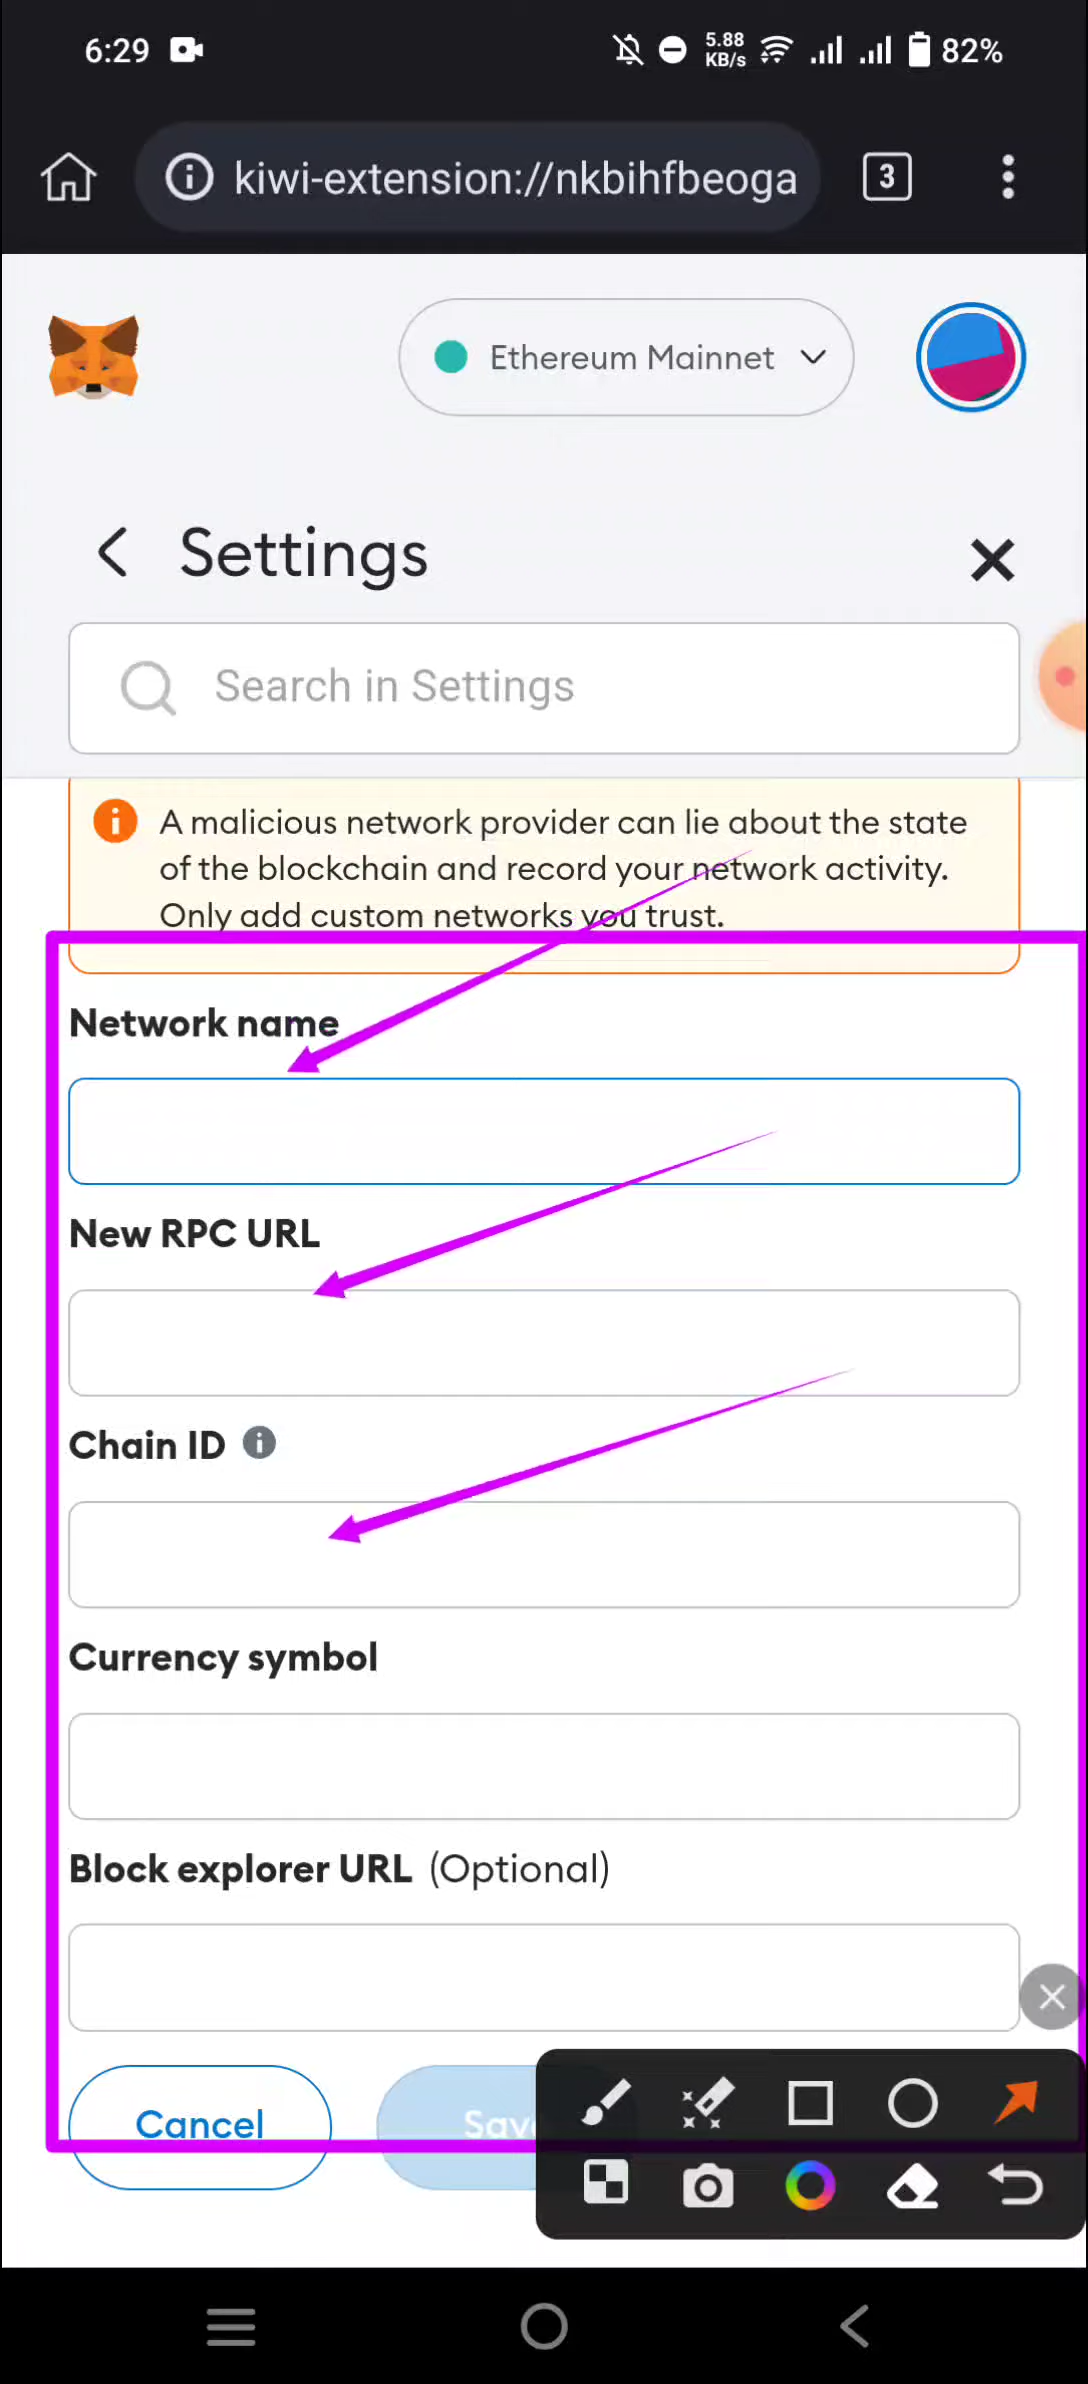 6:29
5.88
KB/s
82%
kiwi-extension://nkbihfbeoga
3
Ethereum Mainnet
Settings
Search in Settings
A malicious network provider can lie about the state
of the blockchain and record your network activity.
Only add custom networks you trust.
Network name
New RPC URL
Chain ID
Currency symbol
Block explorer URL (Optional)
Cancel
Save